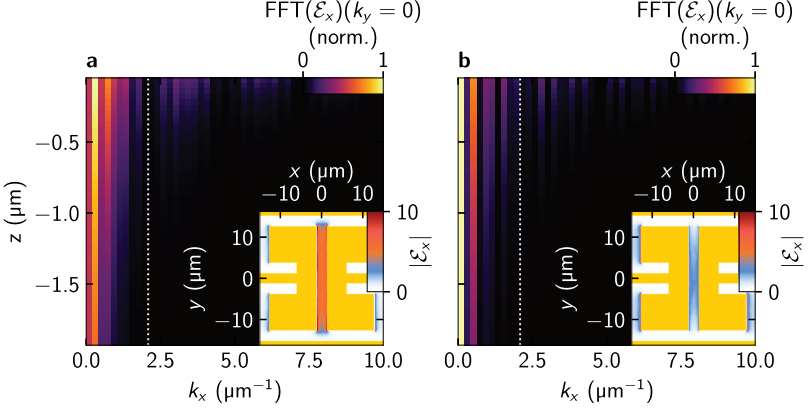 FFT(ℰₓ)(k_y = 0)
(norm.)
0 1
a
z (μm)
−0.5
−1.0
−1.5
x (μm)
−10 0 10
y (μm)
10
0
−10
10
0
|ℰₓ|
0.0 2.5 5.0 7.5 10.0
kₓ (μm⁻¹)
FFT(ℰₓ)(k_y = 0)
(norm.)
0 1
b
x (μm)
−10 0 10
y (μm)
10
0
−10
10
0
|ℰₓ|
0.0 2.5 5.0 7.5 10.0
kₓ (μm⁻¹)